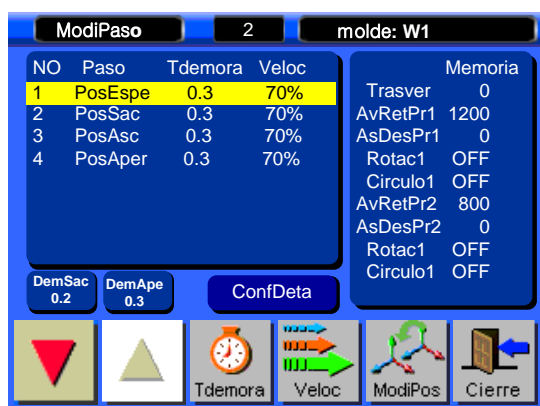 ModiPaso 2 molde: W1
NO Paso Tdemora Veloc
1 PosEspe 0.3 70%
2 PosSac 0.3 70%
3 PosAsc 0.3 70%
4 PosAper 0.3 70%
Memoria
Trasver 0
AvRetPr1 1200
AsDesPr1 0
Rotac1 OFF
Circulo1 OFF
AvRetPr2 800
AsDesPr2 0
Rotac1 OFF
Circulo1 OFF
DemSac
0.2
DemApe
0.3
ConfDeta
Tdemora Veloc ModiPos Cierre